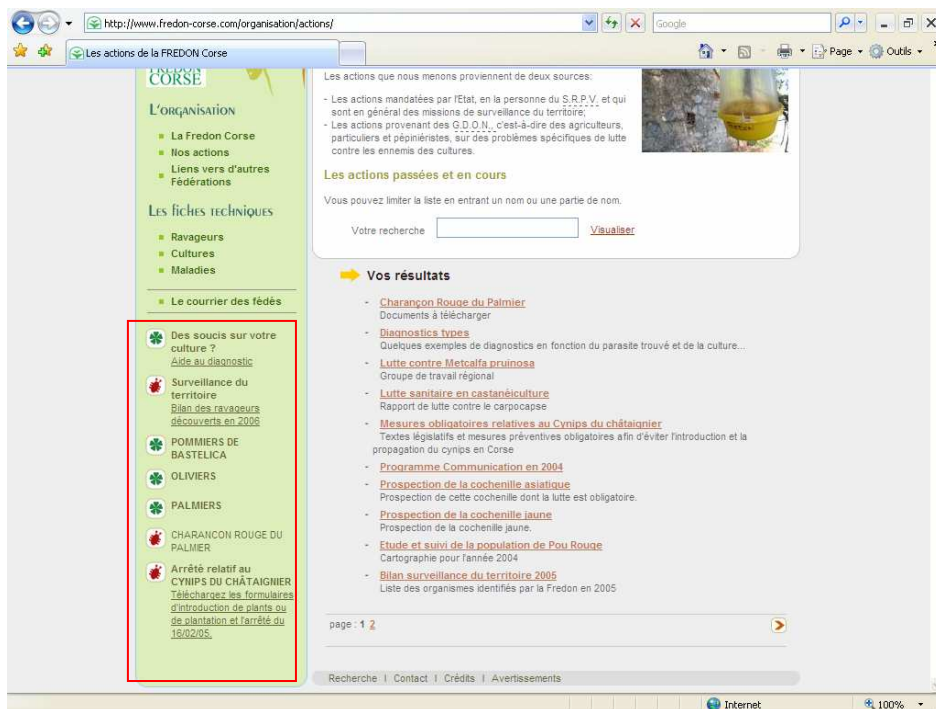 http://www.fredon-corse.com/organisation/actions/
Google
Les actions de la FREDON Corse
Page
Outils
FREDON
CORSE
L'ORGANISATION
La Fredon Corse
Nos actions
Liens vers d'autres
Fédérations
LES FICHES TECHNIQUES
Ravageurs
Cultures
Maladies
Le courrier des fédés
Des soucis sur votre
culture ?
Aide au diagnostic
Surveillance du
territoire
Bilan des ravageurs
découverts en 2006
POMMIERS DE
BASTELICA
OLIVIERS
PALMIERS
CHARANCON ROUGE DU
PALMIER
Arrêté relatif au
CYNIPS DU CHÂTAIGNIER
Téléchargez les formulaires
d'introduction de plants ou
de plantation et l'arrêté du
16/02/05.
Les actions que nous menons proviennent de deux sources:
- Les actions mandatées par l'Etat, en la personne du S.R.P.V. et qui
sont en général des missions de surveillance du territoire;
- Les actions provenant des G.D.O.N., c'est-à-dire des agriculteurs,
particuliers et pépiniéristes, sur des problèmes spécifiques de lutte
contre les ennemis des cultures.
Les actions passées et en cours
Vous pouvez limiter la liste en entrant un nom ou une partie de nom.
Votre recherche
Visualiser
Vos résultats
- Charançon Rouge du Palmier
Documents à télécharger
- Diagnostics types
Quelques exemples de diagnostics en fonction du parasite trouvé et de la culture...
- Lutte contre Metcalfa pruinosa
Groupe de travail régional
- Lutte sanitaire en castanéiculture
Rapport de lutte contre le carpocapse
- Mesures obligatoires relatives au Cynips du châtaignier
Textes législatifs et mesures préventives obligatoires afin d'éviter l'introduction et la
propagation du cynips en Corse
- Programme Communication en 2004
- Prospection de la cochenille asiatique
Prospection de cette cochenille dont la lutte est obligatoire.
- Prospection de la cochenille jaune
Prospection de la cochenille jaune.
- Etude et suivi de la population de Pou Rouge
Cartographie pour l'année 2004
- Bilan surveillance du territoire 2005
Liste des organismes identifiés par la Fredon en 2005
page : 1 2
Recherche I Contact I Crédits I Avertissements
Internet
100%